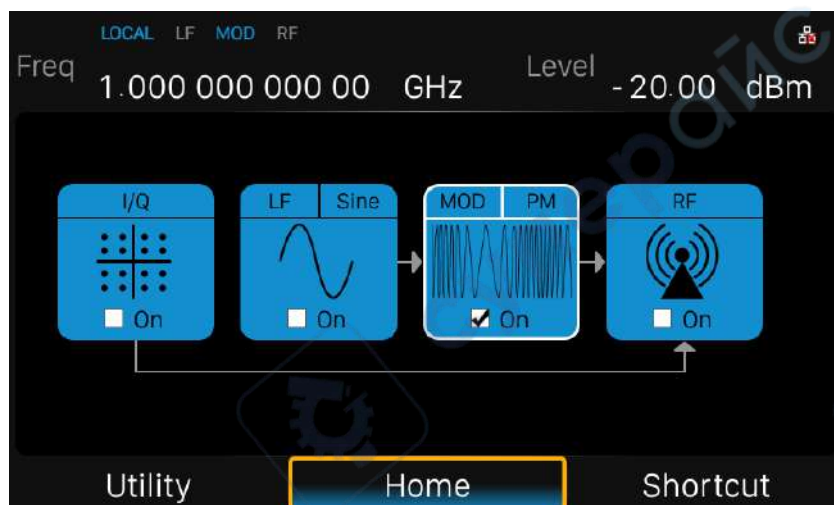 LOCAL LF MOD RF
Freq 1.000 000 000 00 GHz Level -20.00 dBm
I/Q LF Sine MOD PM RF
On On On On
Utility Home Shortcut